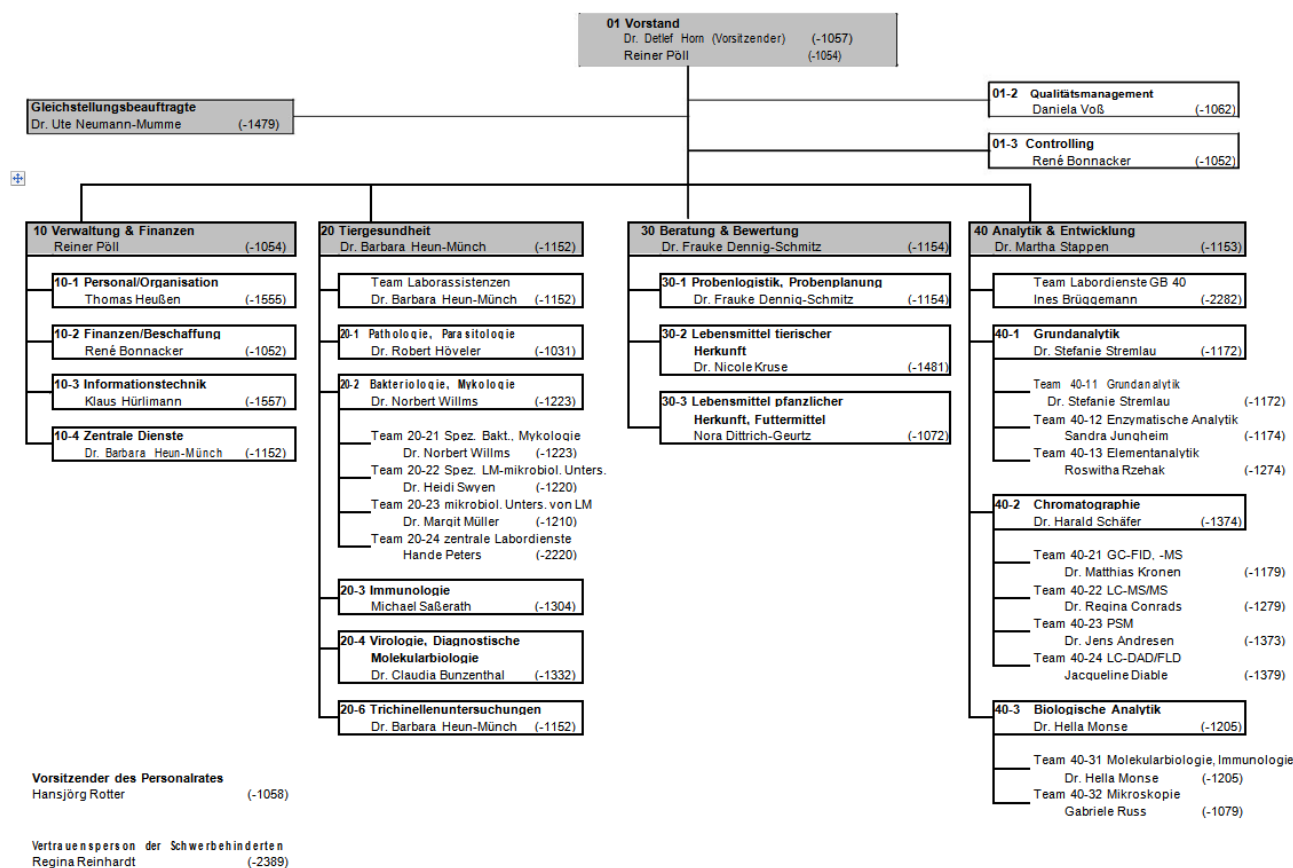 01 Vorstand
Dr. Detlef Horn (Vorsitzender) (-1057)
Reiner Pöll (-1054)
Gleichstellungsbeauftragte
Dr. Ute Neumann-Mumme (-1479)
01-2 Qualitätsmanagement
Daniela Voß (-1062)
01-3 Controlling
René Bonnacker (-1052)
10 Verwaltung & Finanzen
Reiner Pöll (-1054)
10-1 Personal/Organisation
Thomas Heußen (-1555)
10-2 Finanzen/Beschaffung
René Bonnacker (-1052)
10-3 Informationstechnik
Klaus Hürlimann (-1557)
10-4 Zentrale Dienste
Dr. Barbara Heun-Münch (-1152)
20 Tiergesundheit
Dr. Barbara Heun-Münch (-1152)
Team Laborassistenzen
Dr. Barbara Heun-Münch (-1152)
20-1 Pathologie, Parasitologie
Dr. Robert Höveler (-1031)
20-2 Bakteriologie, Mykologie
Dr. Norbert Willms (-1223)
Team 20-21 Spez. Bakt., Mykologie
Dr. Norbert Willms (-1223)
Team 20-22 Spez. LM-mikrobiol. Unters.
Dr. Heidi Swyen (-1220)
Team 20-23 mikrobiol. Unters. von LM
Dr. Margit Müller (-1210)
Team 20-24 zentrale Labordienste
Hande Peters (-2220)
20-3 Immunologie
Michael Saßerath (-1304)
20-4 Virologie, Diagnostische
Molekularbiologie
Dr. Claudia Bunzenthal (-1332)
20-6 Trichinellenuntersuchungen
Dr. Barbara Heun-Münch (-1152)
30 Beratung & Bewertung
Dr. Frauke Dennig-Schmitz (-1154)
30-1 Probenlogistik, Probenplanung
Dr. Frauke Dennig-Schmitz (-1154)
30-2 Lebensmittel tierischer
Herkunft
Dr. Nicole Kruse (-1481)
30-3 Lebensmittel pfanzlicher
Herkunft, Futtermittel
Nora Dittrich-Geurtz (-1072)
40 Analytik & Entwicklung
Dr. Martha Stappen (-1153)
Team Labordienste GB 40
Ines Brüggemann (-2282)
40-1 Grundanalytik
Dr. Stefanie Stremlau (-1172)
Team 40-11 Grundanalytik
Dr. Stefanie Stremlau (-1172)
Team 40-12 Enzymatische Analytik
Sandra Jungheim (-1174)
Team 40-13 Elementanalytik
Roswitha Rzehak (-1274)
40-2 Chromatographie
Dr. Harald Schäfer (-1374)
Team 40-21 GC-FID, -MS
Dr. Matthias Kronen (-1179)
Team 40-22 LC-MS/MS
Dr. Regina Conrads (-1279)
Team 40-23 PSM
Dr. Jens Andresen (-1373)
Team 40-24 LC-DAD/FLD
Jacqueline Diable (-1379)
40-3 Biologische Analytik
Dr. Hella Monse (-1205)
Team 40-31 Molekularbiologie, Immunologie
Dr. Hella Monse (-1205)
Team 40-32 Mikroskopie
Gabriele Russ (-1079)
Vorsitzender des Personalrates
Hansjörg Rotter (-1058)
Vertrauensperson der Schwerbehinderten
Regina Reinhardt (-2389)